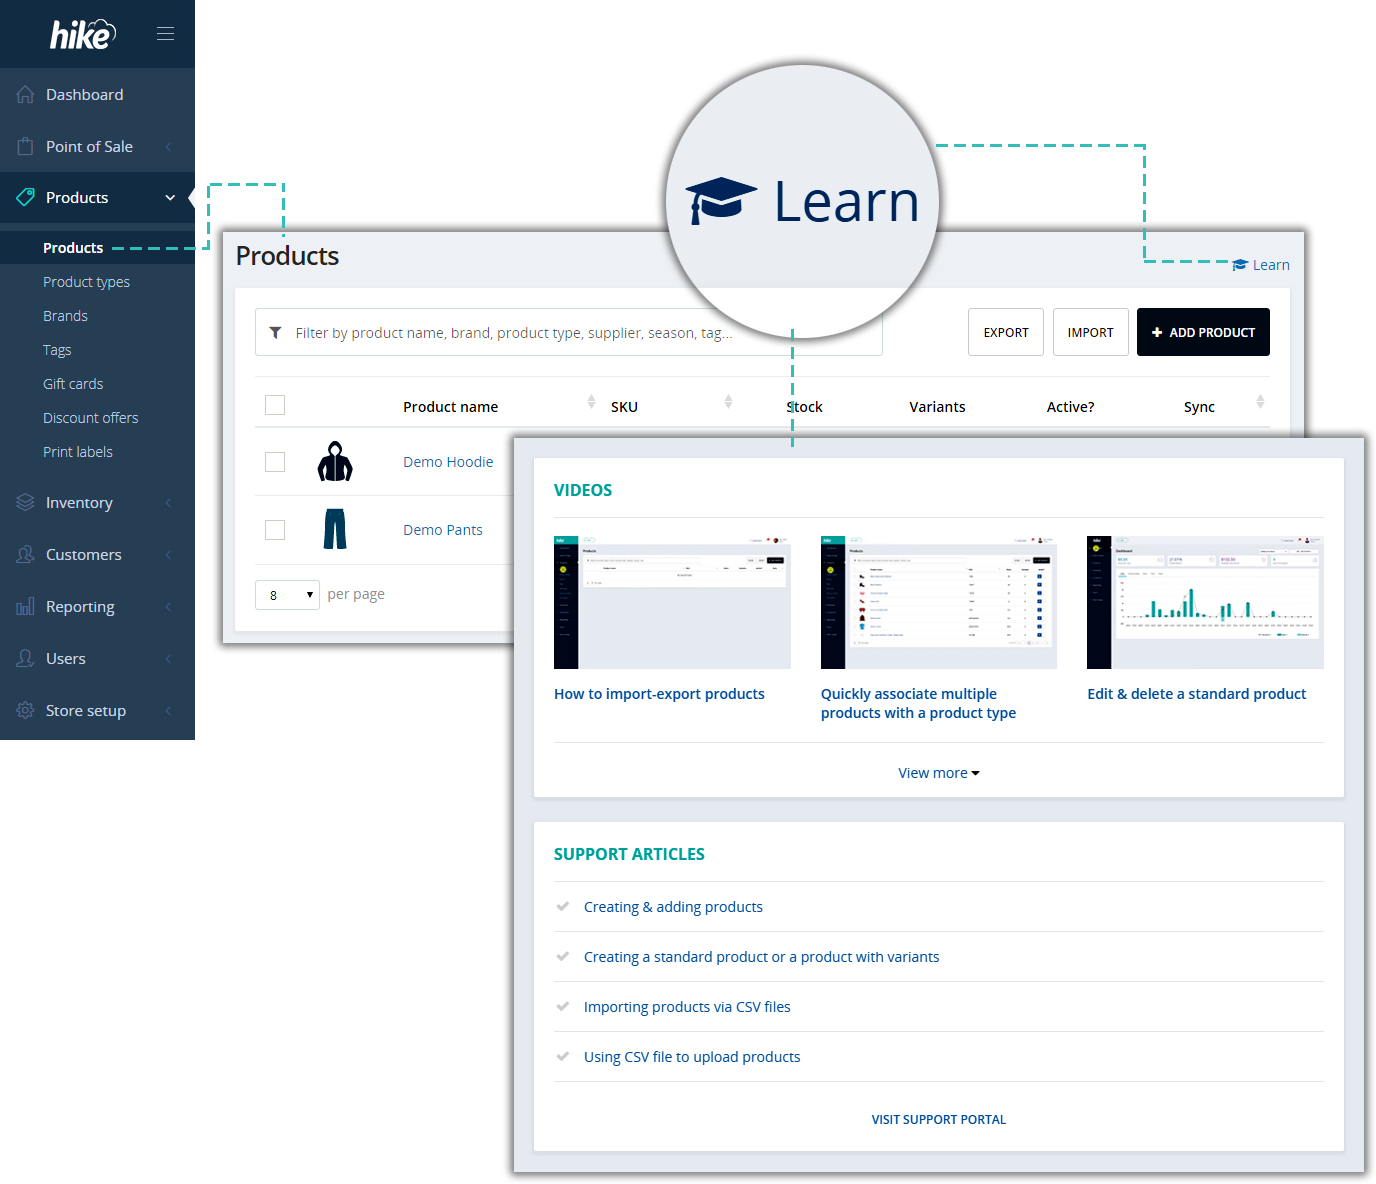 hike
Dashboard
Point of Sale
Products
Products
Product types
Brands
Tags
Gift cards
Discount offers
Print labels
Inventory
Customers
Reporting
Users
Store setup
Learn
Products
Learn
Filter by product name, brand, product type, supplier, season, tag...
EXPORT
IMPORT
ADD PRODUCT
Product name SKU Stock Variants Active? Sync
Demo Hoodie
Demo Pants
8 per page
VIDEOS
How to import-export products
Quickly associate multiple
products with a product type
Edit & delete a standard product
View more
SUPPORT ARTICLES
Creating & adding products
Creating a standard product or a product with variants
Importing products via CSV files
Using CSV file to upload products
VISIT SUPPORT PORTAL